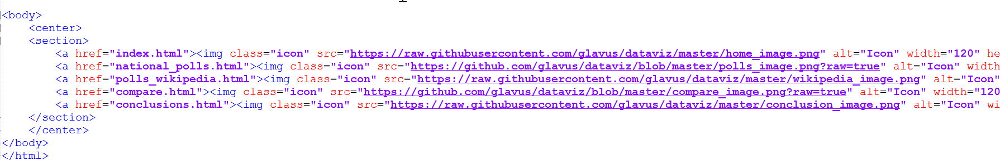 <body>
<center>
<section>
<a href="index.html"><img class="icon" src="https://raw.githubusercontent.com/glavus/dataviz/master/home_image.png" alt="Icon" width="120" he
<a href="national_polls.html"><img class="icon" src="https://github.com/glavus/dataviz/blob/master/polls_image.png?raw=true" alt="Icon" width
<a href="polls_wikipedia.html"><img class="icon" src="https://raw.githubusercontent.com/glavus/dataviz/master/wikipedia_image.png" alt="Icon"
<a href="compare.html"><img class="icon" src="https://github.com/glavus/dataviz/blob/master/compare_image.png?raw=true" alt="Icon" width="120
<a href="conclusions.html"><img class="icon" src="https://raw.githubusercontent.com/glavus/dataviz/master/conclusion_image.png" alt="Icon" wi
</section>
</center>
</body>
</html>